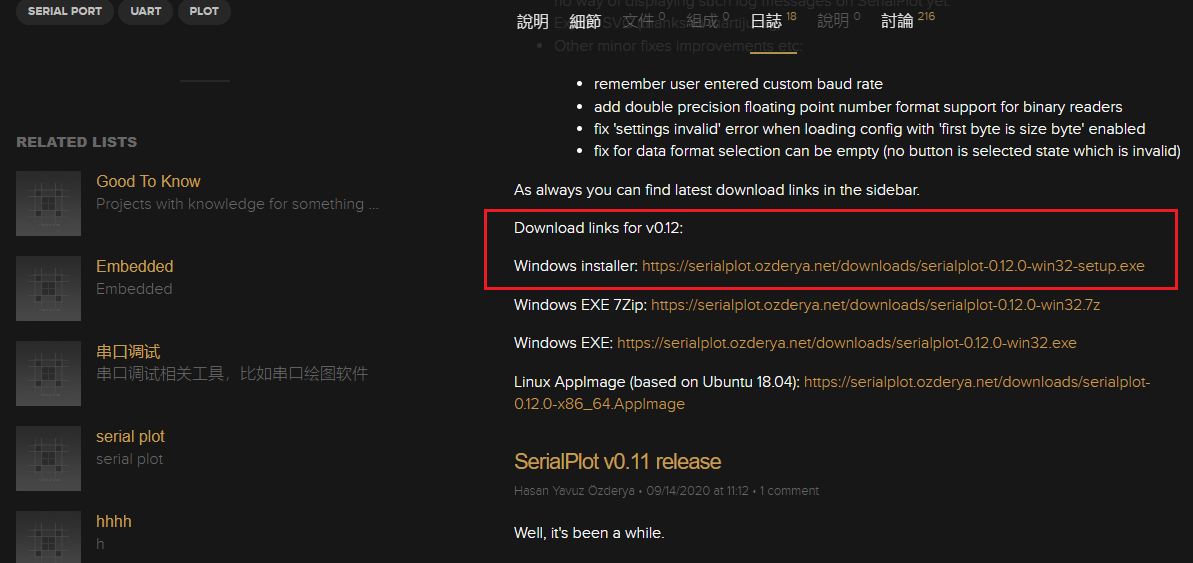 SERIAL PORT UART PLOT
no way of displaying such log messages on SerialPlot yet.
說明 細節 文件 0 組成 0 日誌 18 說明 0 討論 216
Other minor fixes improvements etc:
remember user entered custom baud rate
add double precision floating point number format support for binary readers
fix 'settings invalid' error when loading config with 'first byte is size byte' enabled
fix for data format selection can be empty (no button is selected state which is invalid)
As always you can find latest download links in the sidebar.
Download links for v0.12:
Windows installer: https://serialplot.ozderya.net/downloads/serialplot-0.12.0-win32-setup.exe
Windows EXE 7Zip: https://serialplot.ozderya.net/downloads/serialplot-0.12.0-win32.7z
Windows EXE: https://serialplot.ozderya.net/downloads/serialplot-0.12.0-win32.exe
Linux AppImage (based on Ubuntu 18.04): https://serialplot.ozderya.net/downloads/serialplot-
0.12.0-x86_64.AppImage
SerialPlot v0.11 release
Hasan Yavuz Özderya • 09/14/2020 at 11:12 • 1 comment
Well, it's been a while.
RELATED LISTS
Good To Know
Projects with knowledge for something ...
Embedded
Embedded
串口调试
串口调试相关工具，比如串口绘图软件
serial plot
serial plot
hhhh
h